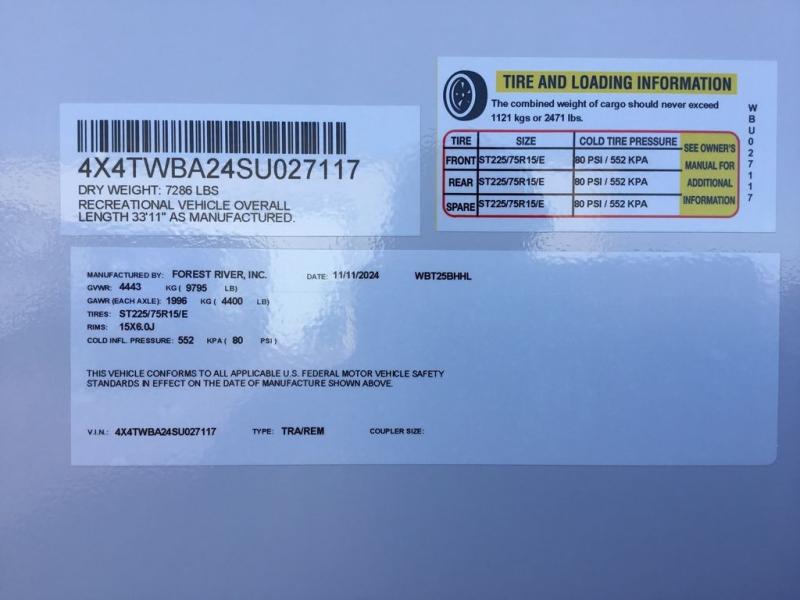 4X4TWBA24SU027117
DRY WEIGHT: 7286 LBS
RECREATIONAL VEHICLE OVERALL
LENGTH 33'11" AS MANUFACTURED.
TIRE AND LOADING INFORMATION
The combined weight of cargo should never exceed
1121 kgs or 2471 lbs.
TIRE SIZE COLD TIRE PRESSURE
FRONT ST225/75R15/E 80 PSI / 552 KPA
REAR ST225/75R15/E 80 PSI / 552 KPA
SPARE ST225/75R15/E 80 PSI / 552 KPA
SEE OWNER'S
MANUAL FOR
ADDITIONAL
INFORMATION
WBU027117
MANUFACTURED BY: FOREST RIVER, INC. DATE: 11/11/2024 WBT25BHHL
GVWR: 4443 KG ( 9795 LB)
GAWR (EACH AXLE): 1996 KG ( 4400 LB)
TIRES: ST225/75R15/E
RIMS: 15X6.0J
COLD INFL. PRESSURE: 552 KPA ( 80 PSI )
THIS VEHICLE CONFORMS TO ALL APPLICABLE U.S. FEDERAL MOTOR VEHICLE SAFETY
STANDARDS IN EFFECT ON THE DATE OF MANUFACTURE SHOWN ABOVE.
V.I.N.: 4X4TWBA24SU027117 TYPE: TRA/REM COUPLER SIZE: